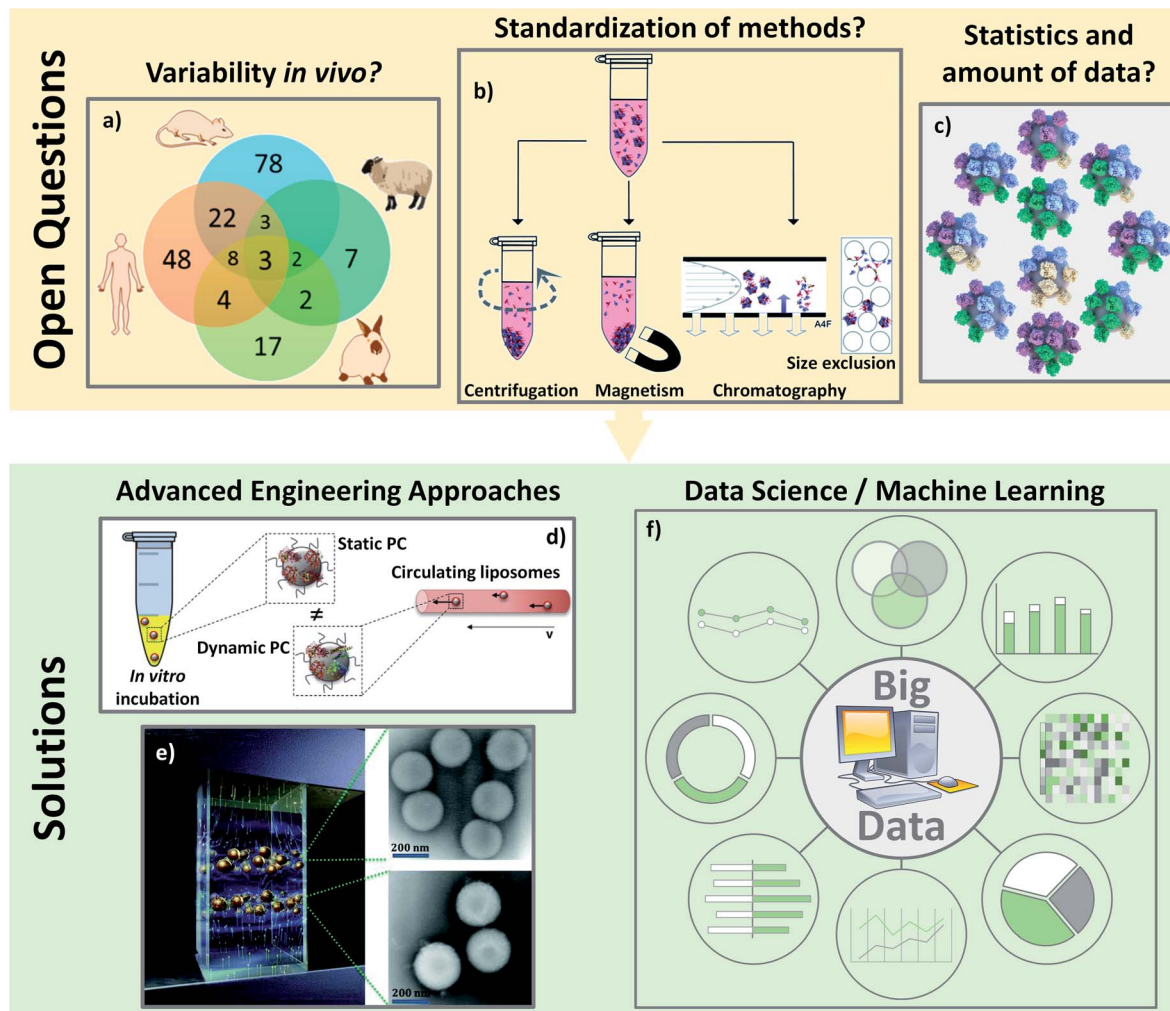 Open Questions
Variability in vivo?
a)
78
22
3
48
8
3
2
7
4
2
17
Standardization of methods?
b)
A4F
Size exclusion
Centrifugation
Magnetism
Chromatography
Statistics and
amount of data?
c)
Solutions
Advanced Engineering Approaches
d)
Static PC
Circulating liposomes
≠
Dynamic PC
v
In vitro
incubation
e)
200 nm
200 nm
Data Science / Machine Learning
f)
Big
Data